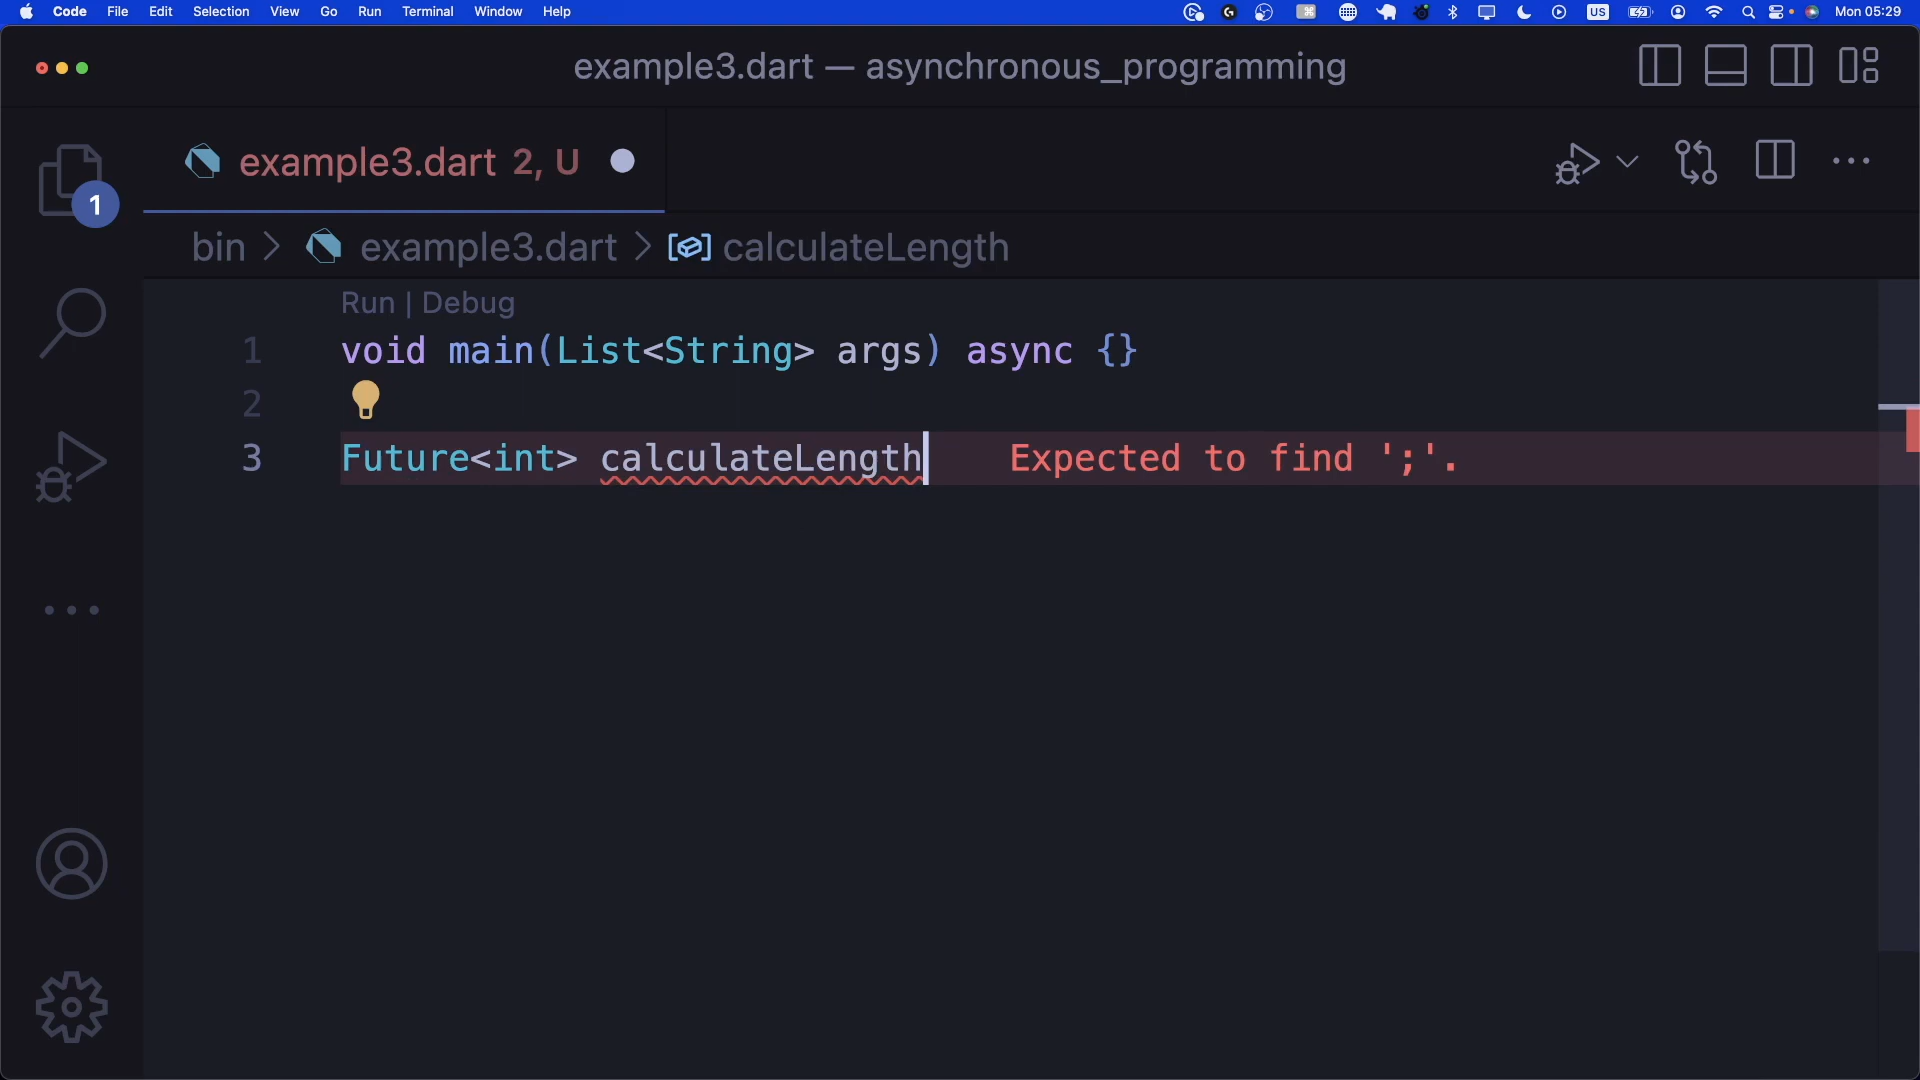 Code File Edit Selection View Go Run Terminal Window Help US Mon 05:29
example3.dart — asynchronous_programming
example3.dart 2, U
1
bin > example3.dart > calculateLength
Run | Debug
1 void main(List<String> args) async {}
2
3 Future<int> calculateLength Expected to find ';'.